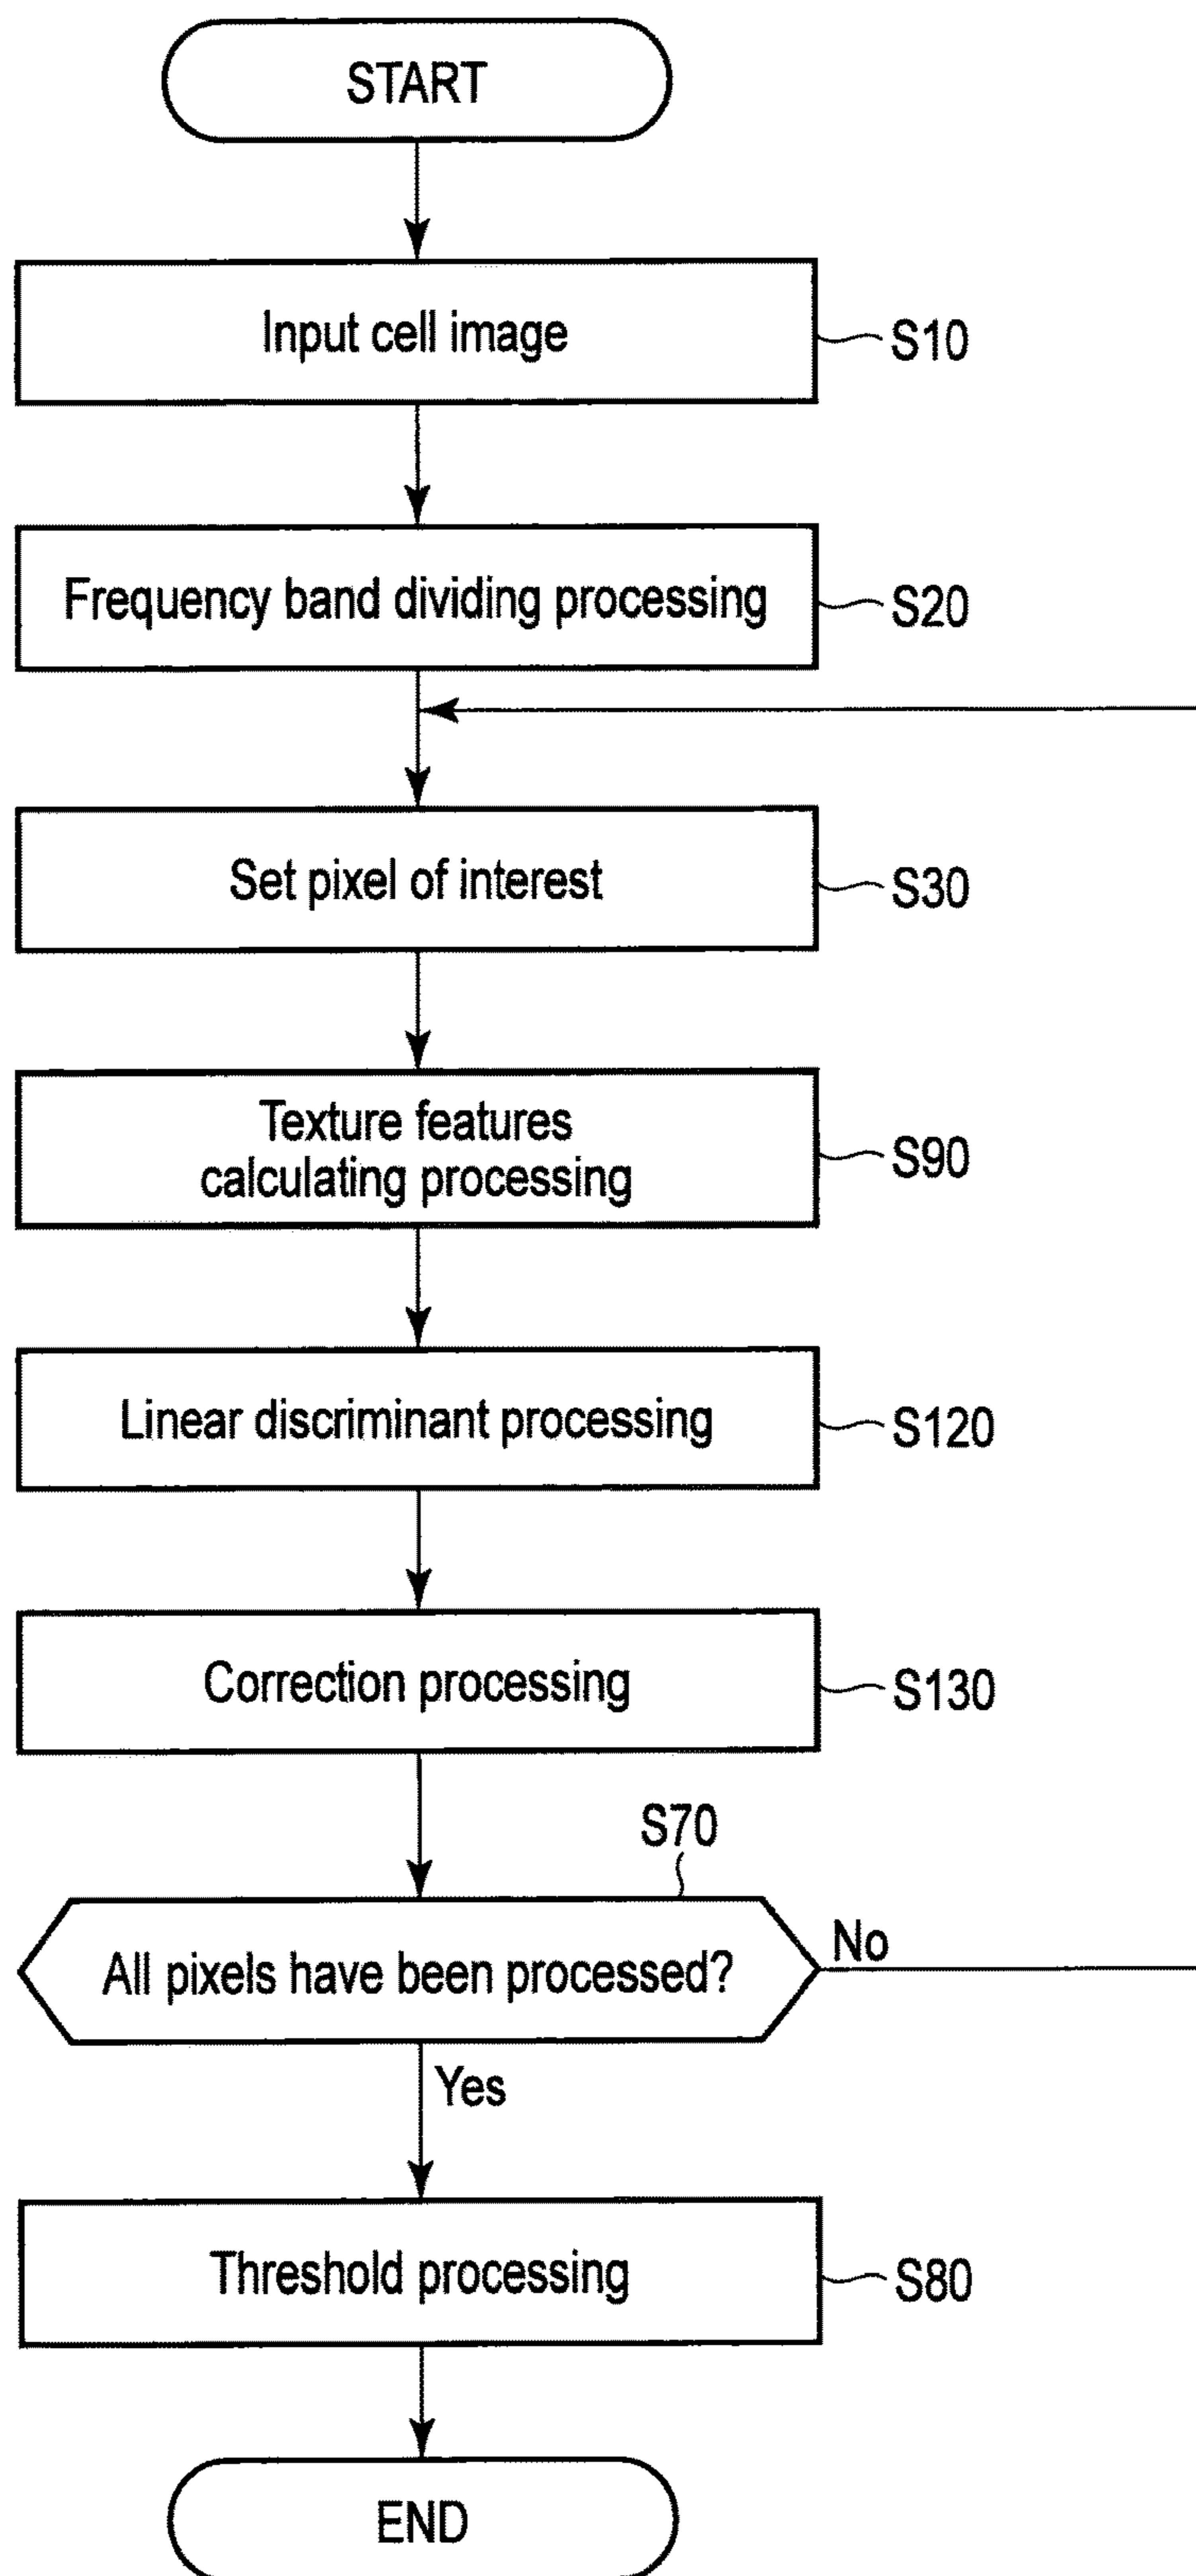 START
Input cell image
S10
Frequency band dividing processing
S20
Set pixel of interest
S30
Texture features
calculating processing
S90
Linear discriminant processing
S120
Correction processing
S130
S70
All pixels have been processed?
No
Yes
Threshold processing
S80
END